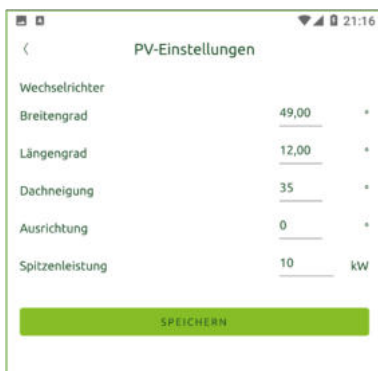 21:16
PV-Einstellungen
Wechselrichter
Breitengrad 49,00 °
Längengrad 12,00 °
Dachneigung 35 °
Ausrichtung 0 °
Spitzenleistung 10 kW
SPEICHERN